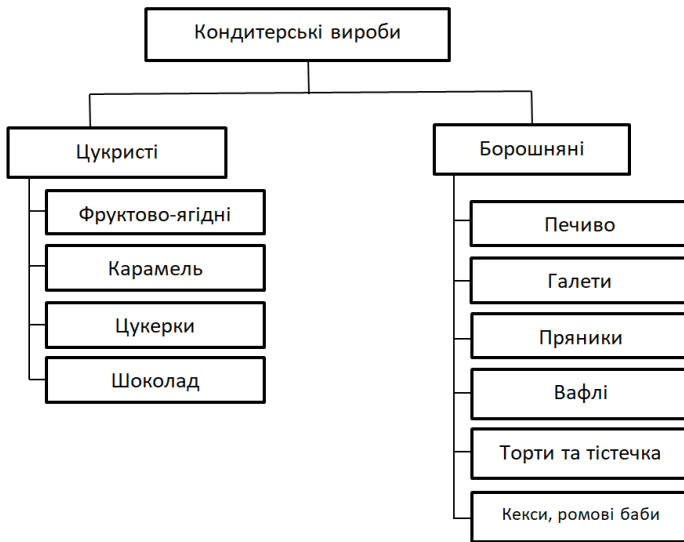 Кондитерські вироби
Цукристі
Фруктово-ягідні
Карамель
Цукерки
Шоколад
Борошняні
Печиво
Галети
Пряники
Вафлі
Торти та тістечка
Кекси, ромові баби